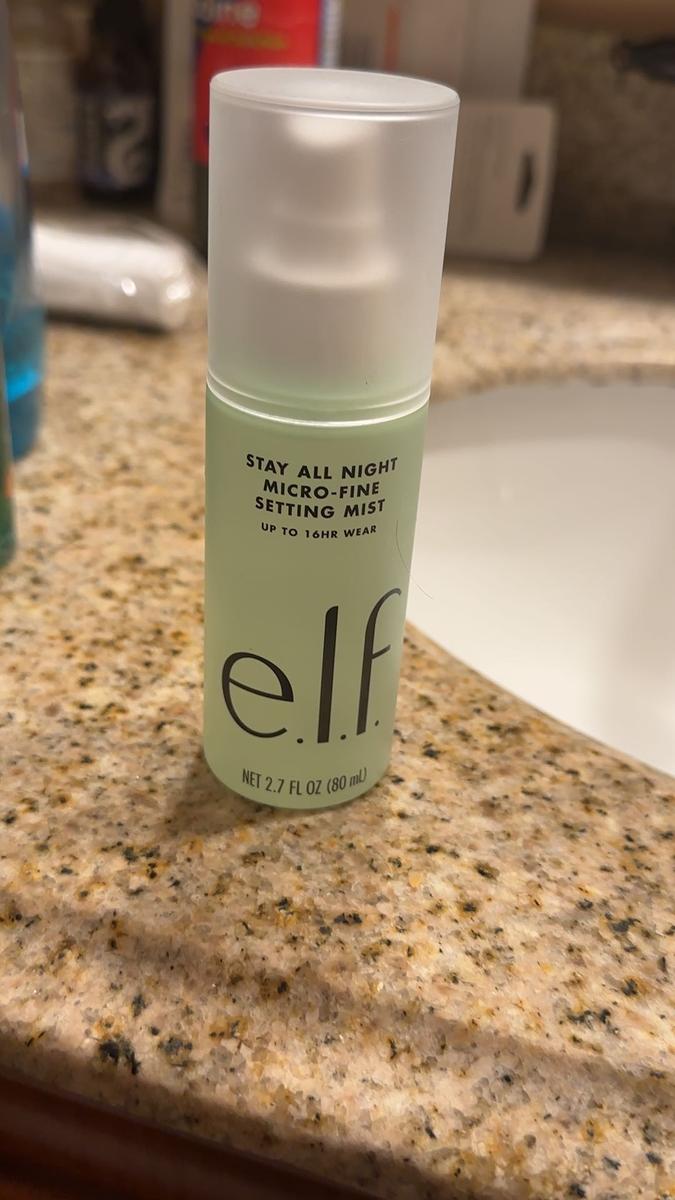 STAY ALL NIGHT
MICRO-FINE
SETTING MIST
UP TO 16HR WEAR
e.l.f.
NET 2.7 FL OZ (80 mL)